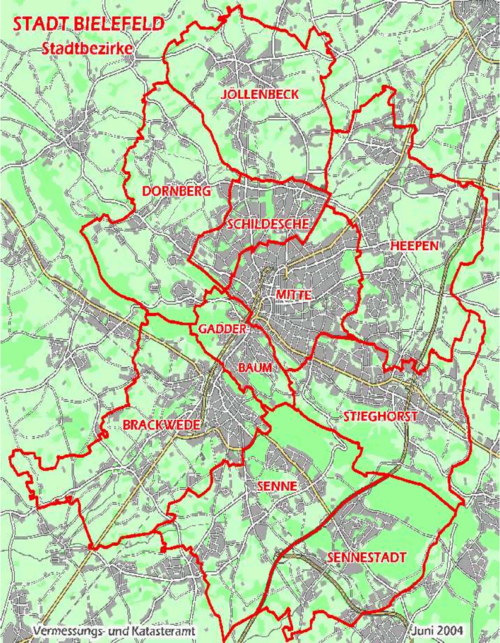 STADT BIELEFELD
Stadtbezirke
JÖLLENBECK
DORNBERG
SCHILDESCHE
HEEPEN
MITTE
GADDER-
BAUM
STIEGHORST
BRACKWEDE
SENNE
SENNESTADT
Vermessungs- und Katasteramt
Juni 2004